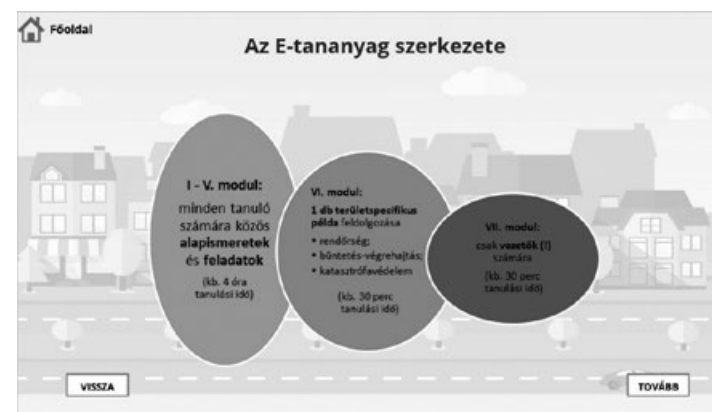 Főoldal
Az E-tananyag szerkezete
I - V. modul:
minden tanuló
számára közös
alapismeretek
és feladatok
(kb. 4 óra
tanulási idő)
VI. modul:
1 db területspecifikus
példa feldolgozása
• rendőrség;
• büntetés-végrehajtás;
• katasztrófavédelem
(kb. 30 perc
tanulási idő)
VII. modul:
csak vezetők (!)
számára
(kb. 30 perc
tanulási idő)
VISSZA
TOVÁBB